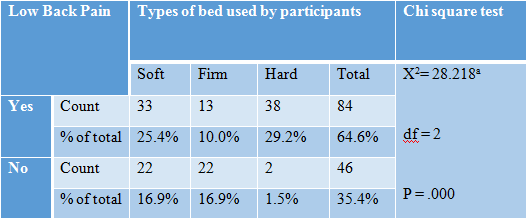 Low Back Pain Types of bed used by participants Chi square test
Soft Firm Hard Total X²= 28.218ª
Yes Count 33 13 38 84
% of total 25.4% 10.0% 29.2% 64.6% df = 2
No Count 22 22 2 46
% of total 16.9% 16.9% 1.5% 35.4% P = .000